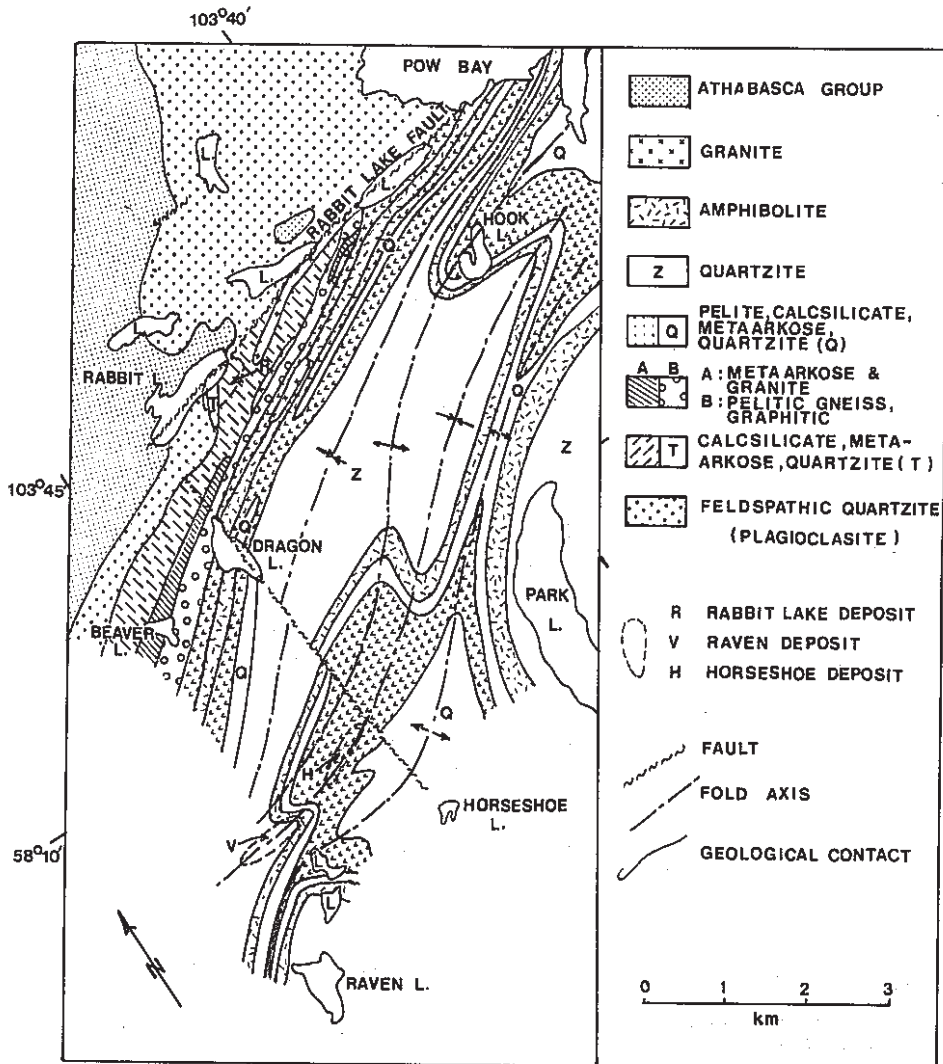 103°40'
POW BAY
L.
RABBIT LAKE FAULT
Q
HOOK
L.
L.
Q
Z
L.
R
RABBIT L.
T
Q
Z
Z
103°45'
Q
DRAGON
L.
PARK
L.
BEAVER
L.
Q
Q
H
HORSESHOE
L.
V
58°10'
L
L
N
RAVEN L.
ATHABASCA GROUP
GRANITE
AMPHIBOLITE
Z QUARTZITE
Q PELITE, CALCSILICATE,
METAARKOSE,
QUARTZITE (Q)
A B A: METAARKOSE &
GRANITE
B: PELITIC GNEISS,
GRAPHITIC
T CALCSILICATE, META-
ARKOSE, QUARTZITE (T)
FELDSPATHIC QUARTZITE
(PLAGIOCLASITE)
R RABBIT LAKE DEPOSIT
V RAVEN DEPOSIT
H HORSESHOE DEPOSIT
FAULT
FOLD AXIS
GEOLOGICAL CONTACT
0 1 2 3
km